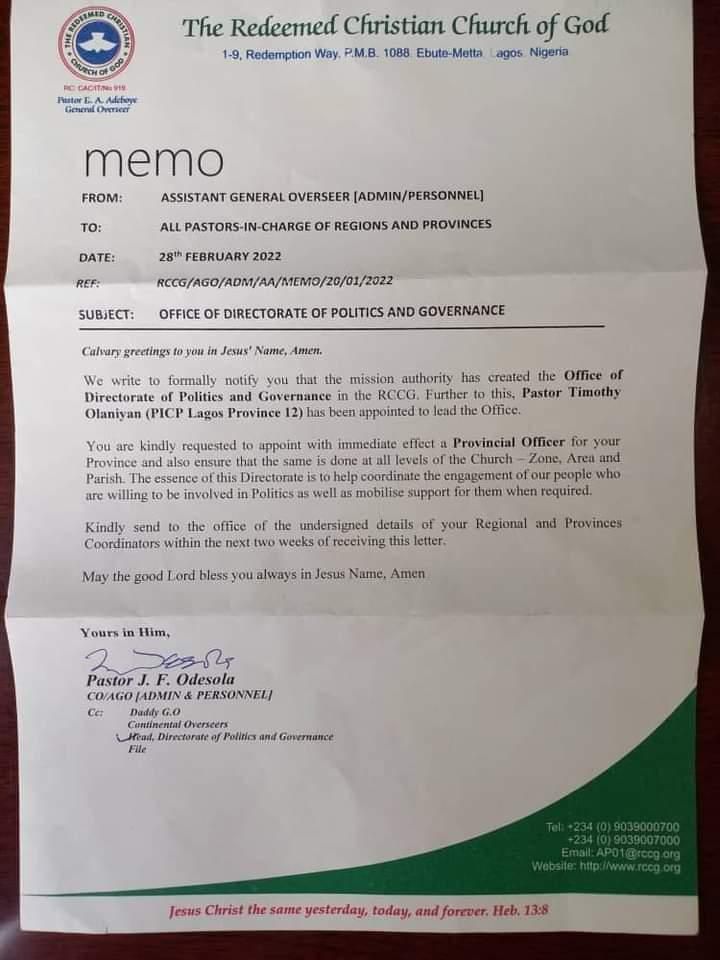 THE REDEEMED CHRISTIAN
CHURCH OF GOD
RC: CAC/IT/No 919
Pastor E. A. Adeboye
General Overseer
The Redeemed Christian Church of God
1-9, Redemption Way, P.M.B. 1088, Ebute-Metta, Lagos, Nigeria
memo
FROM: ASSISTANT GENERAL OVERSEER [ADMIN/PERSONNEL]
TO: ALL PASTORS-IN-CHARGE OF REGIONS AND PROVINCES
DATE: 28th FEBRUARY 2022
REF: RCCG/AGO/ADM/AA/MEMO/20/01/2022
SUBJECT: OFFICE OF DIRECTORATE OF POLITICS AND GOVERNANCE
Calvary greetings to you in Jesus' Name, Amen.
We write to formally notify you that the mission authority has created the Office of
Directorate of Politics and Governance in the RCCG. Further to this, Pastor Timothy
Olaniyan (PICP Lagos Province 12) has been appointed to lead the Office.
You are kindly requested to appoint with immediate effect a Provincial Officer for your
Province and also ensure that the same is done at all levels of the Church – Zone, Area and
Parish. The essence of this Directorate is to help coordinate the engagement of our people who
are willing to be involved in Politics as well as mobilise support for them when required.
Kindly send to the office of the undersigned details of your Regional and Provinces
Coordinators within the next two weeks of receiving this letter.
May the good Lord bless you always in Jesus Name, Amen
Yours in Him,
Pastor J. F. Odesola
CO/AGO [ADMIN & PERSONNEL]
Cc: Daddy G.O
Continental Overseers
Head, Directorate of Politics and Governance
File
Tel: +234 (0) 9039000700
+234 (0) 9039007000
Email: AP01@rccg.org
Website: http://www.rccg.org
Jesus Christ the same yesterday, today, and forever. Heb. 13:8